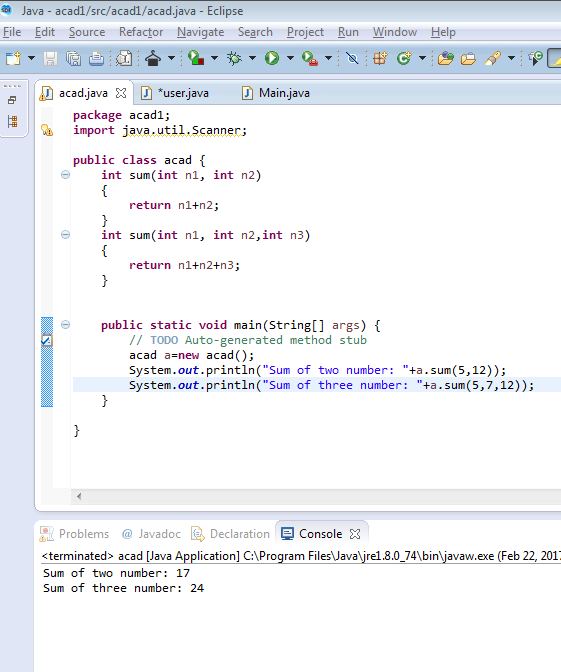 Java - acad1/src/acad1/acad.java - Eclipse
File Edit Source Refactor Navigate Search Project Run Window Help
acad.java *user.java Main.java
package acad1;
import java.util.Scanner;
public class acad {
int sum(int n1, int n2)
{
return n1+n2;
}
int sum(int n1, int n2,int n3)
{
return n1+n2+n3;
}
public static void main(String[] args) {
// TODO Auto-generated method stub
acad a=new acad();
System.out.println("Sum of two number: "+a.sum(5,12));
System.out.println("Sum of three number: "+a.sum(5,7,12));
}
}
Problems @ Javadoc Declaration Console
<terminated> acad [Java Application] C:\Program Files\Java\jre1.8.0_74\bin\javaw.exe (Feb 22, 2017
Sum of two number: 17
Sum of three number: 24